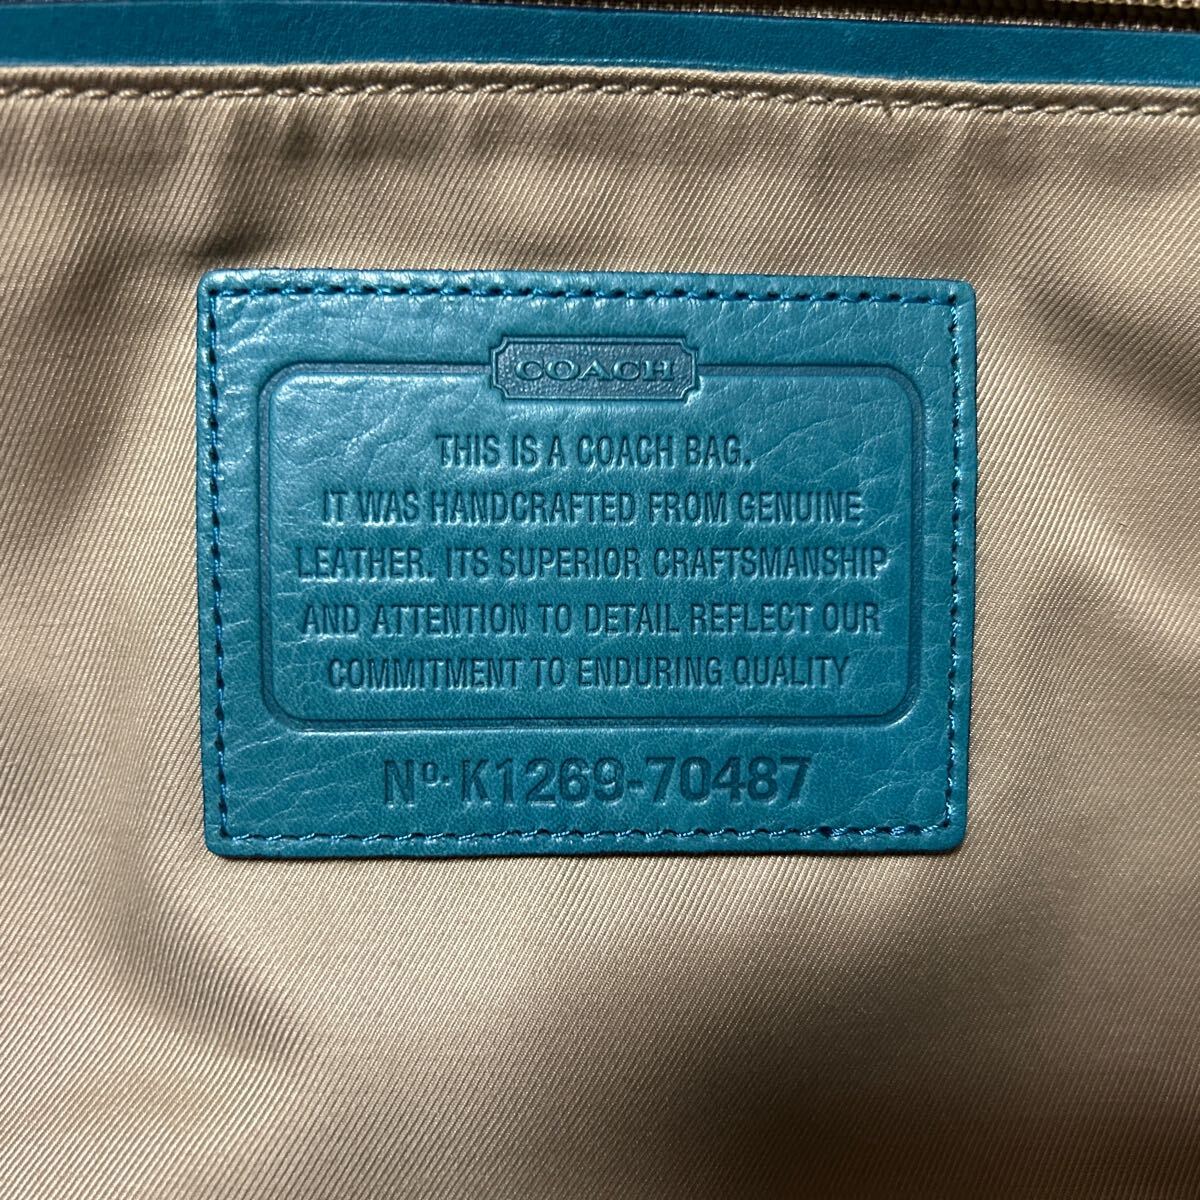 COACH
THIS IS A COACH BAG.
IT WAS HANDCRAFTED FROM GENUINE
LEATHER. ITS SUPERIOR CRAFTSMANSHIP
AND ATTENTION TO DETAIL REFLECT OUR
COMMITMENT TO ENDURING QUALITY
Nº. K1269-70487